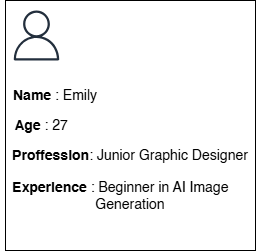 Name : Emily
Age : 27
Proffession: Junior Graphic Designer
Experience : Beginner in AI Image
Generation